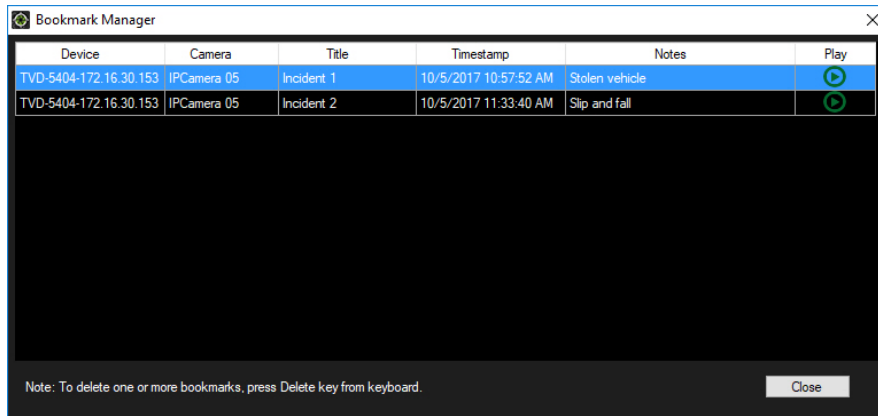 Bookmark Manager
Device Camera Title Timestamp Notes Play
TVD-5404-172.16.30.153 IPCamera 05 Incident 1 10/5/2017 10:57:52 AM Stolen vehicle
TVD-5404-172.16.30.153 IPCamera 05 Incident 2 10/5/2017 11:33:40 AM Slip and fall
Note: To delete one or more bookmarks, press Delete key from keyboard.
Close